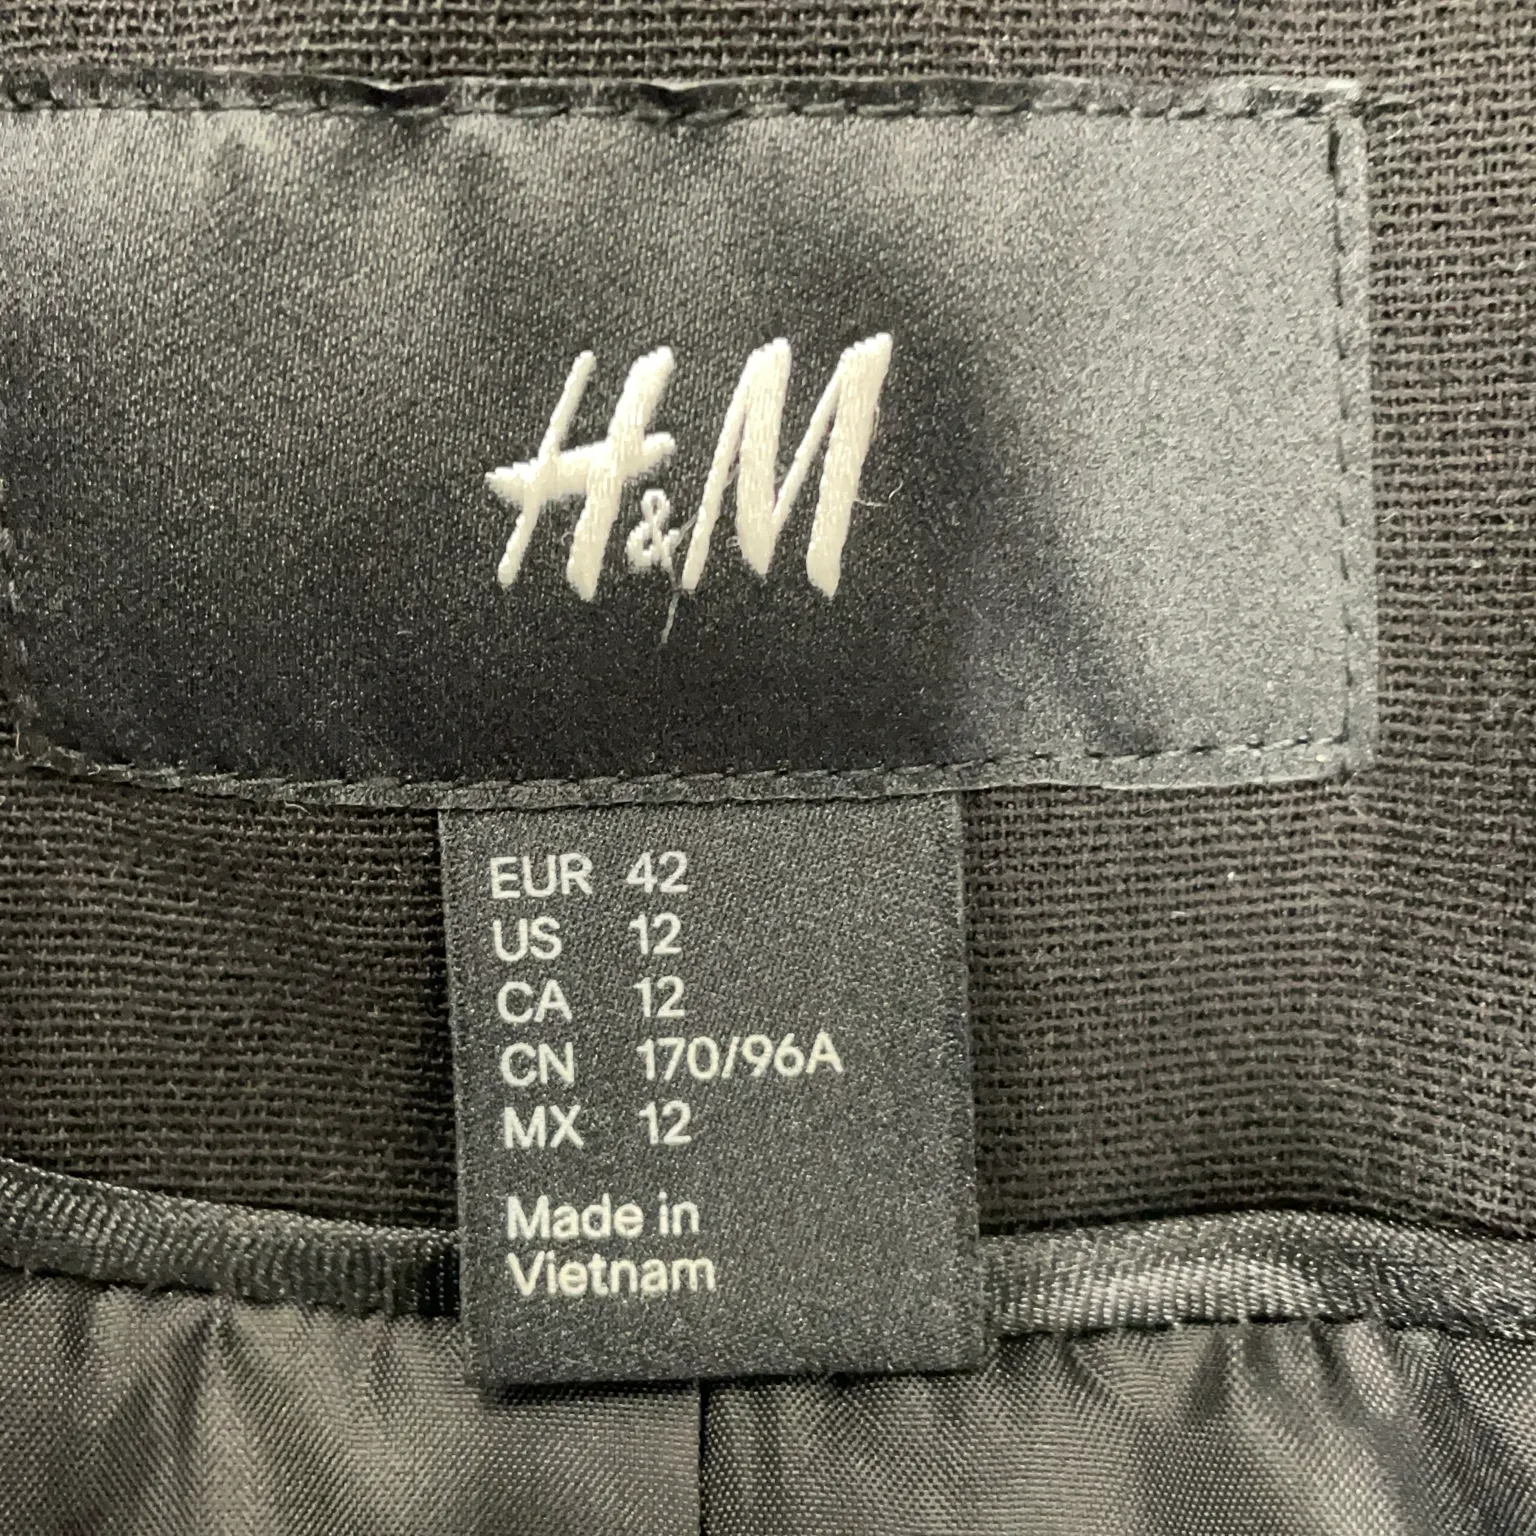 H&M
EUR 42
US 12
CA 12
CN 170/96A
MX 12
Made in
Vietnam